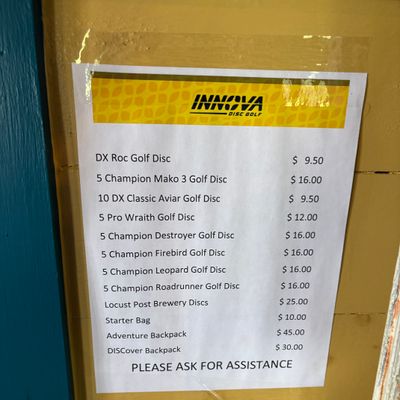 INNOVA
DISC GOLF
DX Roc Golf Disc $ 9.50
5 Champion Mako 3 Golf Disc $ 16.00
10 DX Classic Aviar Golf Disc $ 9.50
5 Pro Wraith Golf Disc $ 12.00
5 Champion Destroyer Golf Disc $ 16.00
5 Champion Firebird Golf Disc $ 16.00
5 Champion Leopard Golf Disc $ 16.00
5 Champion Roadrunner Golf Disc $ 16.00
Locust Post Brewery Discs $ 25.00
Starter Bag $ 10.00
Adventure Backpack $ 45.00
DISCover Backpack $ 30.00
PLEASE ASK FOR ASSISTANCE